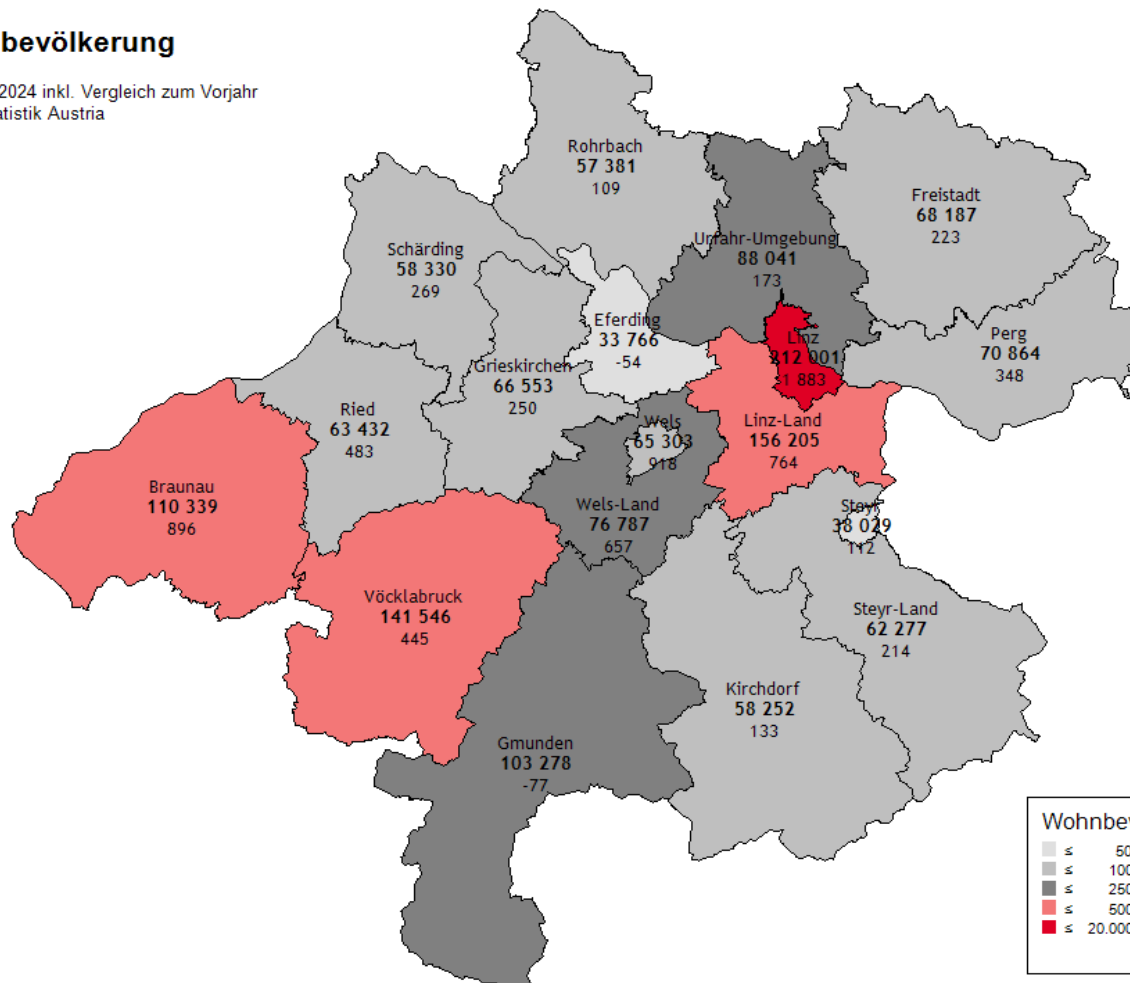 bevölkerung
2024 inkl. Vergleich zum Vorjahr
atistik Austria
Rohrbach
57 381
109
Freistadt
68 187
223
Urfahr-Umgebung
88 041
173
Schärding
58 330
269
Eferding
33 766
-54
Linz
212 001
1 883
Perg
70 864
348
Grieskirchen
66 553
250
Ried
63 432
483
Wels
65 303
918
Linz-Land
156 205
764
Braunau
110 339
896
Wels-Land
76 787
657
Steyr
38 029
112
Vöcklabruck
141 546
445
Steyr-Land
62 277
214
Kirchdorf
58 252
133
Gmunden
103 278
-77
Wohnbev
≤ 50
≤ 100
≤ 250
≤ 500
≤ 20.000